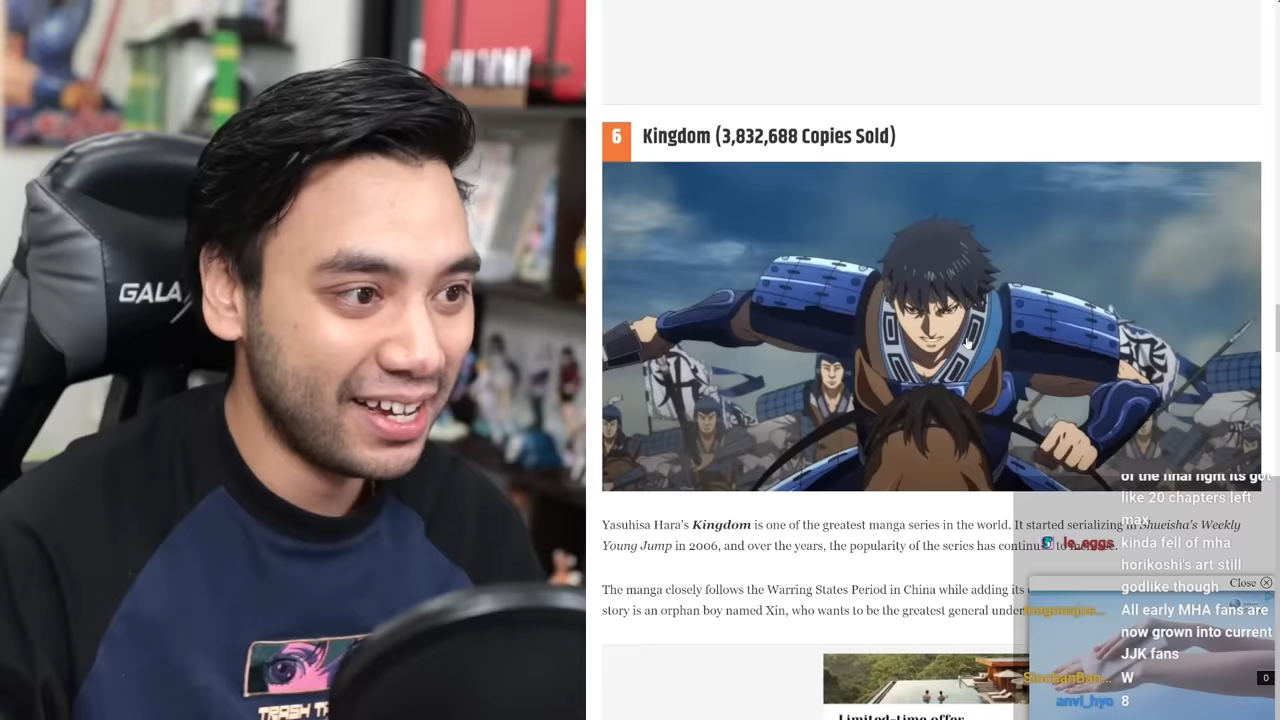 GALA
6
Kingdom (3,832,688 Copies Sold)
Yasuhisa Hara's Kingdom is one of the greatest manga series in the world. It started serializing in Shueisha's Weekly
Young Jump in 2006, and over the years, the popularity of the series has continued to increase.
The manga closely follows the Warring States Period in China while adding its
story is an orphan boy named Xin, who wants to be the greatest general under
of the final fight its got
like 20 chapters left
max
le_eggs
kinda fell of mha
horikoshi's art still
godlike though
Close
All early MHA fans are
now grown into current
JJK fans
W
0
anvi_hyo 8
Limited-time offer